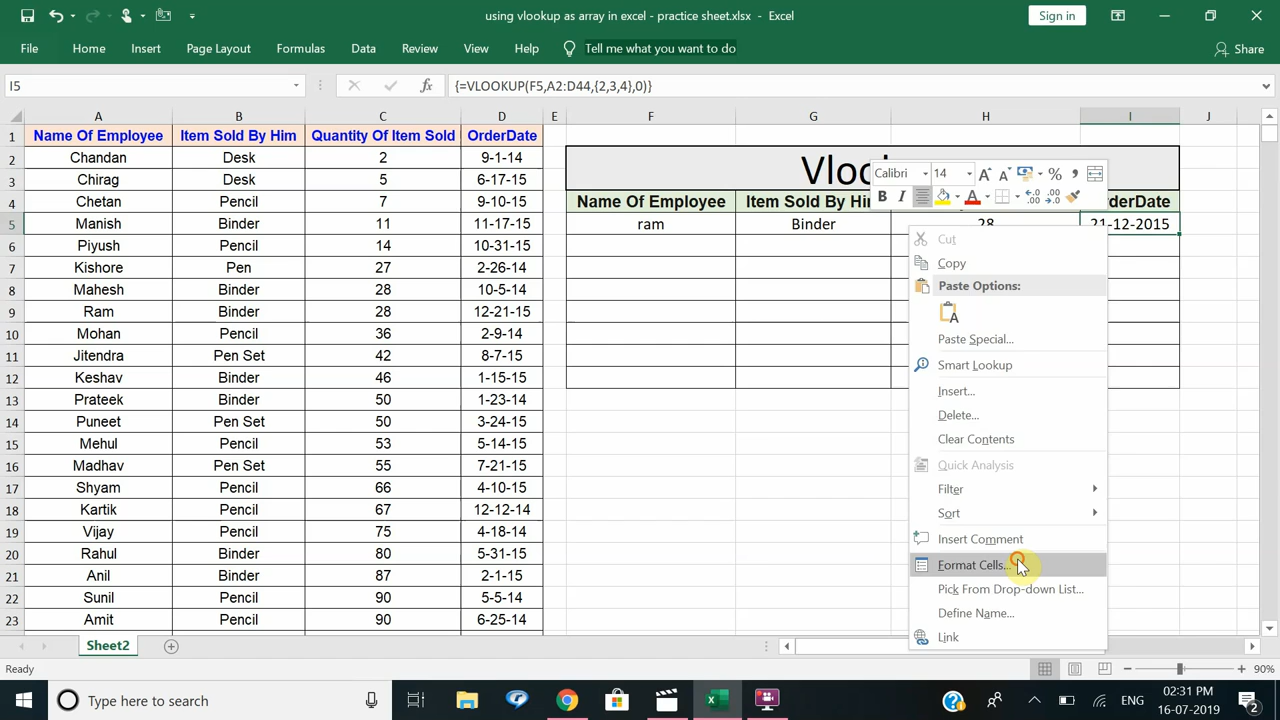 using vlookup as array in excel - practice sheet.xlsx - Excel
Sign in
File Home Insert Page Layout Formulas Data Review View Help Tell me what you want to do Share
I5 fx {=VLOOKUP(F5,A2:D44,{2,3,4},0)}
A B C D E F G H I J
1 Name Of Employee Item Sold By Him Quantity Of Item Sold OrderDate
2 Chandan Desk 2 9-1-14
3 Chirag Desk 5 6-17-15
4 Chetan Pencil 7 9-10-15
5 Manish Binder 11 11-17-15
6 Piyush Pencil 14 10-31-15
7 Kishore Pen 27 2-26-14
8 Mahesh Binder 28 10-5-14
9 Ram Binder 28 12-21-15
10 Mohan Pencil 36 2-9-14
11 Jitendra Pen Set 42 8-7-15
12 Keshav Binder 46 1-15-15
13 Prateek Binder 50 1-23-15
14 Puneet Pen Set 50 3-24-15
15 Mehul Pencil 53 5-14-15
16 Madhav Pen Set 55 7-21-15
17 Shyam Pencil 66 4-10-15
18 Kartik Pencil 67 12-12-14
19 Vijay Pencil 75 4-18-14
20 Rahul Binder 80 5-31-15
21 Anil Binder 87 2-1-15
22 Sunil Pencil 90 5-5-14
23 Amit Pencil 90 6-25-14
Name Of Employee Item Sold By Him
ram Binder 28 21-12-2015
Calibri 14 A A % ,
B I A .00
Cut
Copy
Paste Options:
A
Paste Special...
Smart Lookup
Insert...
Delete...
Clear Contents
Quick Analysis
Filter
Sort
Insert Comment
Format Cells...
Pick From Drop-down List...
Define Name...
Link
Sheet2
Ready
90%
Type here to search
ENG
02:31 PM
16-07-2019
2